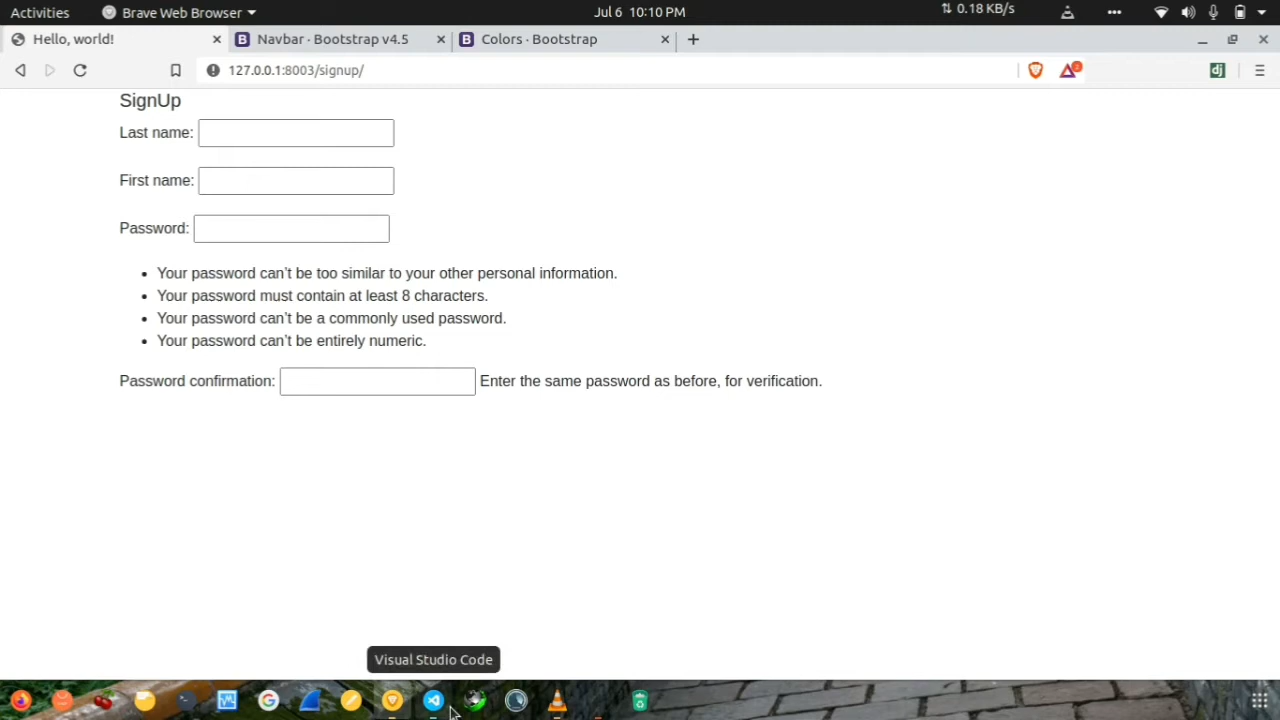 Activities Brave Web Browser Jul 6 10:10 PM 0.18 KB/s
Hello, world! B Navbar · Bootstrap v4.5 B Colors · Bootstrap
127.0.0.1:8003/signup/ 2 dj
SignUp
Last name:
First name:
Password:
Your password can’t be too similar to your other personal information.
Your password must contain at least 8 characters.
Your password can’t be a commonly used password.
Your password can’t be entirely numeric.
Password confirmation: Enter the same password as before, for verification.
Visual Studio Code